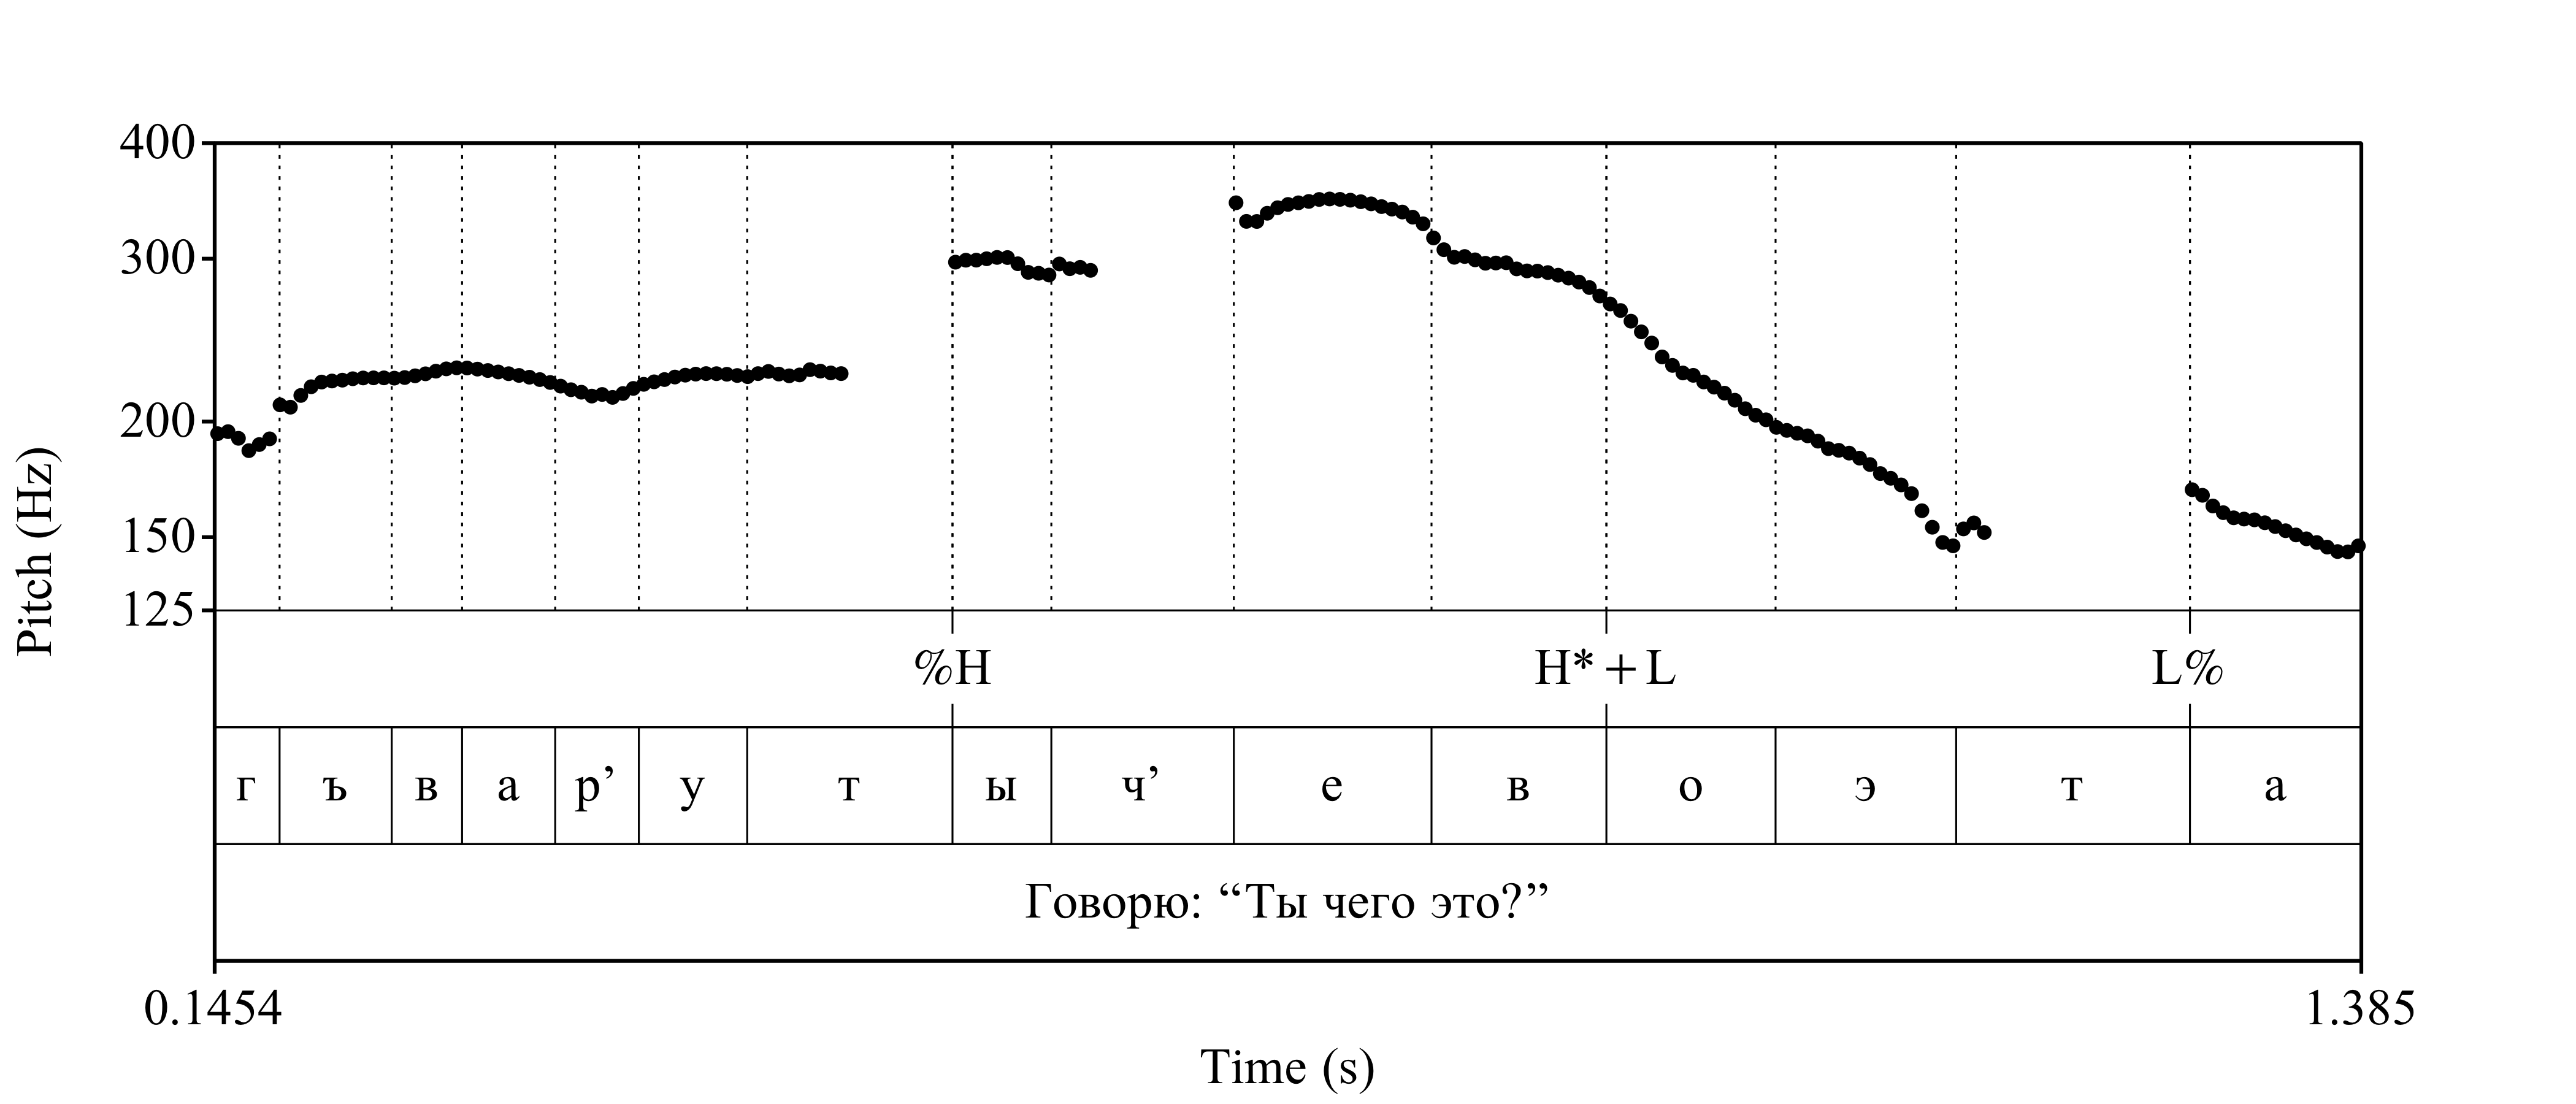 400
300
200
150
125
Pitch (Hz)
%H H*+L L%
г ъ в а р’ у т ы ч’ е в о э т а
Говорю: “Ты чего это?”
0.1454 1.385
Time (s)